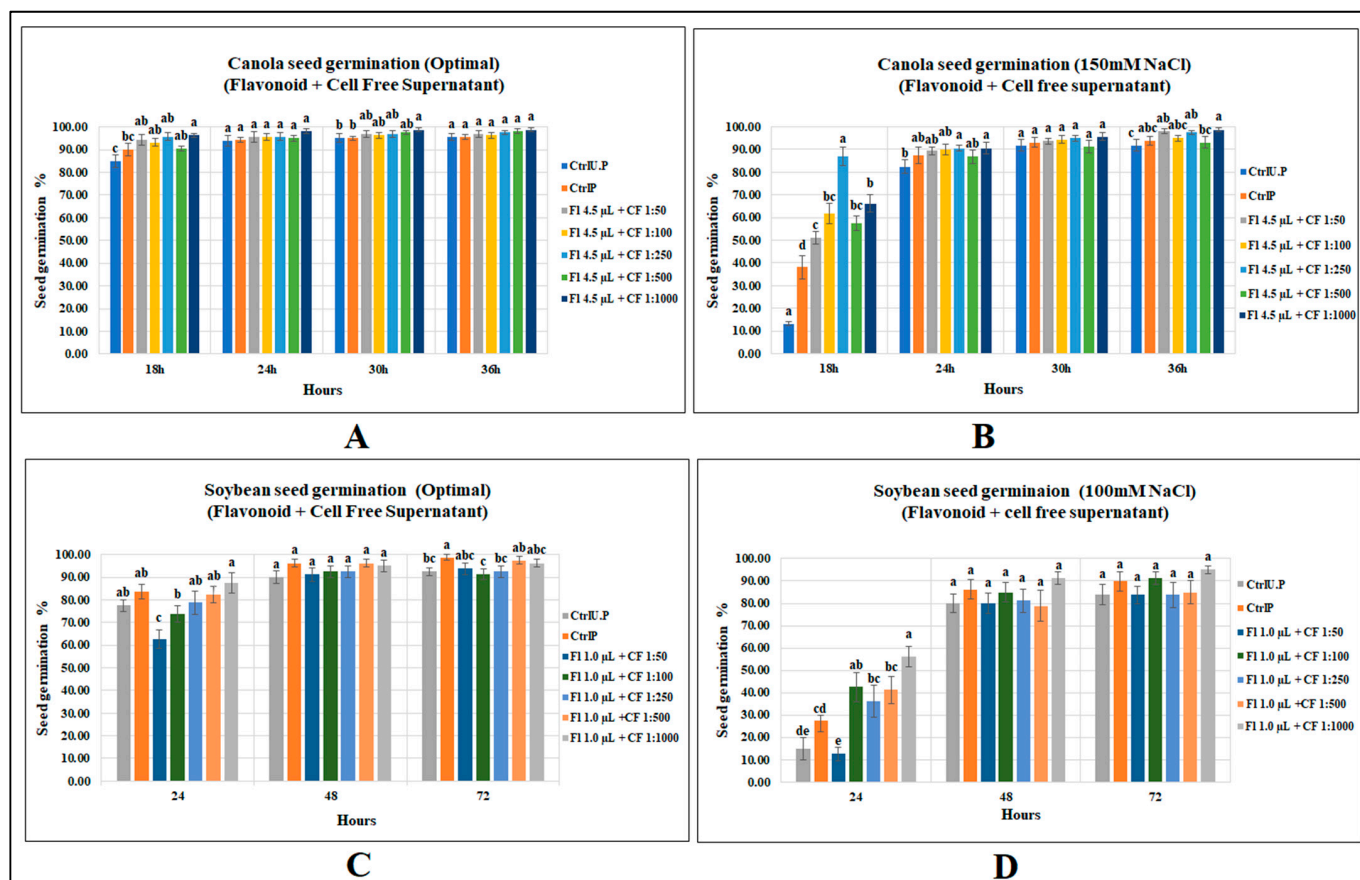 Canola seed germination (Optimal)
(Flavonoid + Cell Free Supernatant)
Seed germination %
100.00
90.00
80.00
70.00
60.00
50.00
40.00
30.00
20.00
10.00
0.00
c bc ab ab ab ab a
a a a a a a a
b b ab ab ab ab a
a a a a a a a
18h 24h 30h 36h
Hours
CtrlU.P
CtrlP
Fl 4.5 µL + CF 1:50
Fl 4.5 µL + CF 1:100
Fl 4.5 µL + CF 1:250
Fl 4.5 µL + CF 1:500
Fl 4.5 µL + CF 1:1000
A
Canola seed germination (150mM NaCl)
(Flavonoid + Cell free supernatant)
Seed germination %
100.00
90.00
80.00
70.00
60.00
50.00
40.00
30.00
20.00
10.00
0.00
a d c bc a bc b
b ab ab ab a ab a
a a a a a a a
c abc ab abc ab bc a
18h 24h 30h 36h
Hours
CtrlU.P
CtrlP
Fl 4.5 µL + CF 1:50
Fl 4.5 µL + CF 1:100
Fl 4.5 µL + CF 1:250
Fl 4.5 µL + CF 1:500
Fl 4.5 µL + CF 1:1000
B
Soybean seed germination (Optimal)
(Flavonoid + Cell Free Supernatant)
Seed germination %
100.00
90.00
80.00
70.00
60.00
50.00
40.00
30.00
20.00
10.00
0.00
ab ab c b ab ab a
a a a a a a a
bc a abc c bc ab abc
24 48 72
Hours
CtrlU.P
CtrlP
Fl 1.0 µL + CF 1:50
Fl 1.0 µL + CF 1:100
Fl 1.0 µL + CF 1:250
Fl 1.0 µL +CF 1:500
Fl 1.0 µL + CF 1:1000
C
Soybean seed germinaion (100mM NaCl)
(Flavonoid + cell free supernatant)
Seed germination %
100.00
90.00
80.00
70.00
60.00
50.00
40.00
30.00
20.00
10.00
0.00
de cd e ab bc bc a
a a a a a a a
a a a a a a a
24 48 72
Hours
CtrlU.P
CtrlP
Fl 1.0 µL + CF 1:50
Fl 1.0 µL + CF 1:100
Fl 1.0 µL + CF 1:250
Fl 1.0 µL +CF 1:500
Fl 1.0 µL + CF 1:1000
D